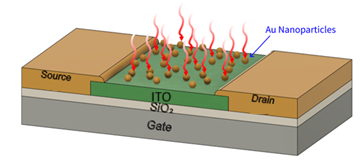 Au Nanoparticles
Source
ITO
Drain
SiO₂
Gate